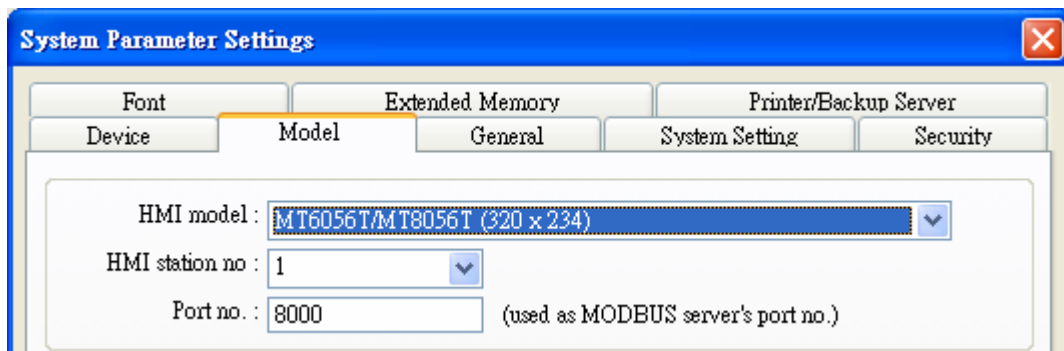 System Parameter Settings
Font Extended Memory Printer/Backup Server
Device Model General System Setting Security
HMI model : MT6056T/MT8056T (320 x 234)
HMI station no : 1
Port no. : 8000 (used as MODBUS server's port no.)